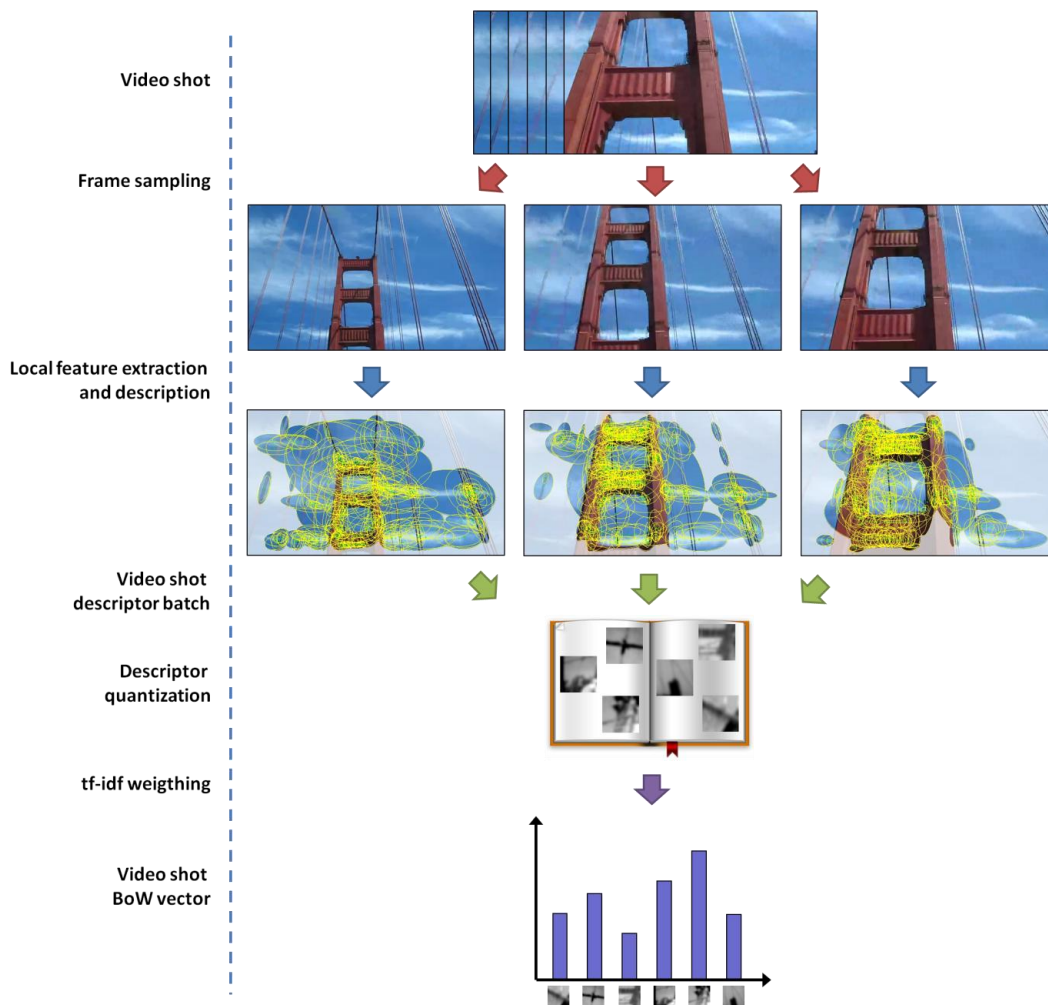 Video shot
Frame sampling
Local feature extraction
and description
Video shot
descriptor batch
Descriptor
quantization
tf-idf weigthing
Video shot
BoW vector